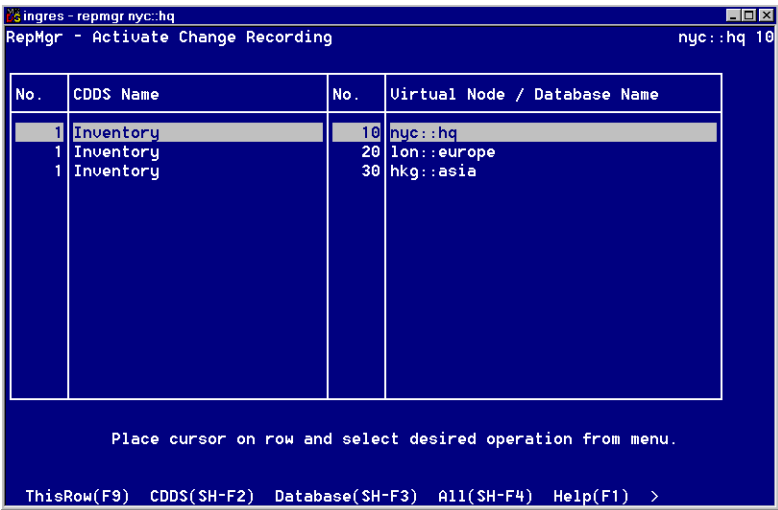 ingres - repmgr nyc::hq
RepMgr - Activate Change Recording nyc::hq 10
No. CDDS Name No. Virtual Node / Database Name
1 Inventory 10 nyc::hq
1 Inventory 20 lon::europe
1 Inventory 30 hkg::asia
Place cursor on row and select desired operation from menu.
ThisRow(F9) CDDS(SH-F2) Database(SH-F3) All(SH-F4) Help(F1) >